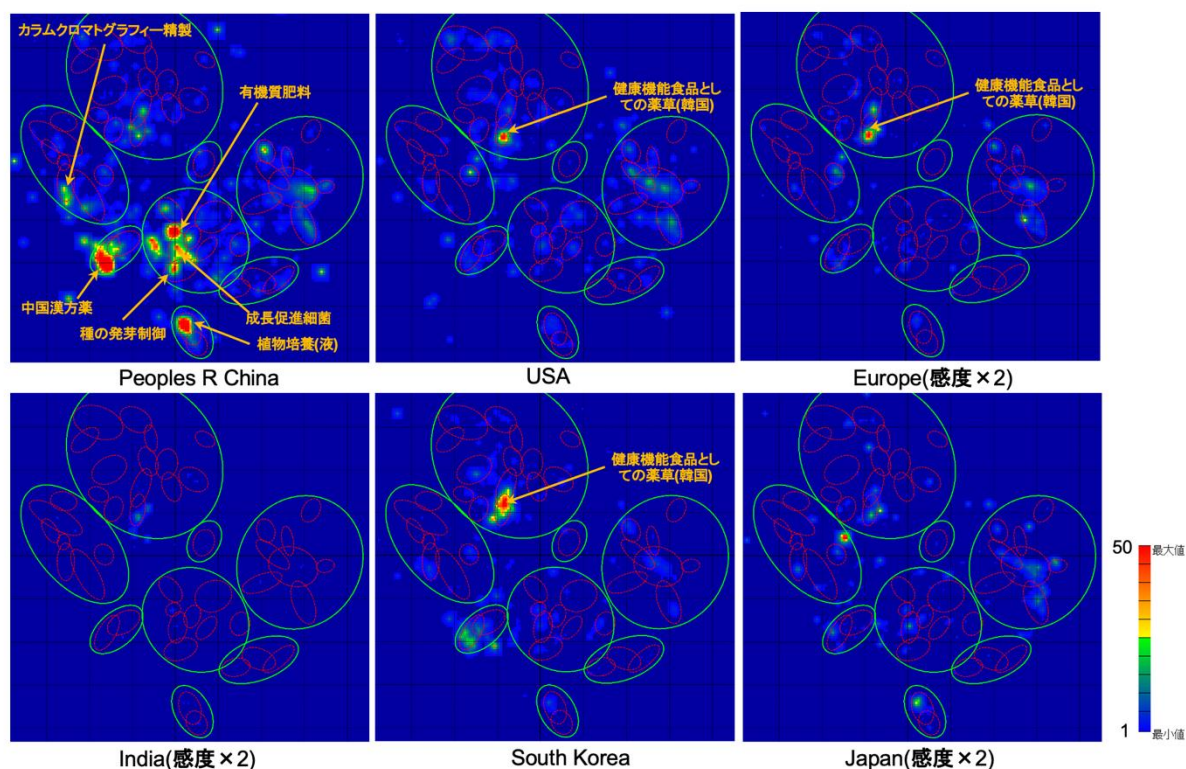 カラムクロマトグラフィー精製
有機質肥料
中国漢方薬
種の発芽制御
成長促進細菌
植物培養(液)
Peoples R China
健康機能食品とし
ての薬草(韓国)
USA
健康機能食品とし
ての薬草(韓国)
Europe(感度×2)
India(感度×2)
健康機能食品とし
ての薬草(韓国)
South Korea
Japan(感度×2)
50 最大値
1 最小値